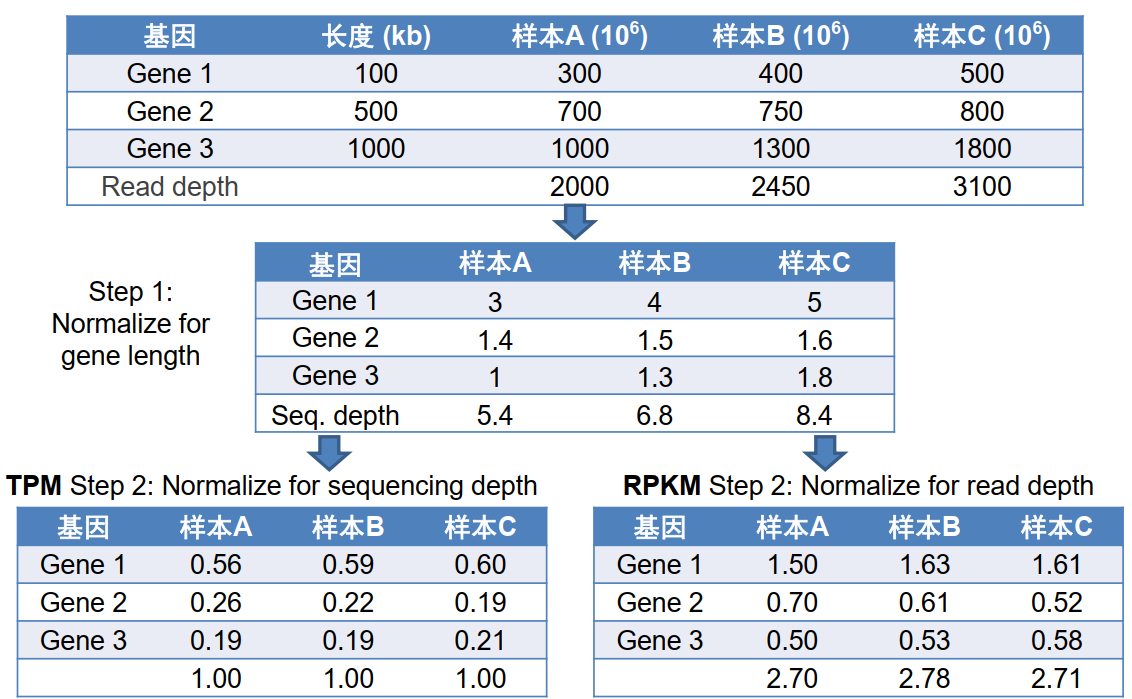 基因 长度 (kb) 样本A (10⁶) 样本B (10⁶) 样本C (10⁶)
Gene 1 100 300 400 500
Gene 2 500 700 750 800
Gene 3 1000 1000 1300 1800
Read depth 2000 2450 3100
Step 1:
Normalize for
gene length
基因 样本A 样本B 样本C
Gene 1 3 4 5
Gene 2 1.4 1.5 1.6
Gene 3 1 1.3 1.8
Seq. depth 5.4 6.8 8.4
TPM Step 2: Normalize for sequencing depth
基因 样本A 样本B 样本C
Gene 1 0.56 0.59 0.60
Gene 2 0.26 0.22 0.19
Gene 3 0.19 0.19 0.21
1.00 1.00 1.00
RPKM Step 2: Normalize for read depth
基因 样本A 样本B 样本C
Gene 1 1.50 1.63 1.61
Gene 2 0.70 0.61 0.52
Gene 3 0.50 0.53 0.58
2.70 2.78 2.71